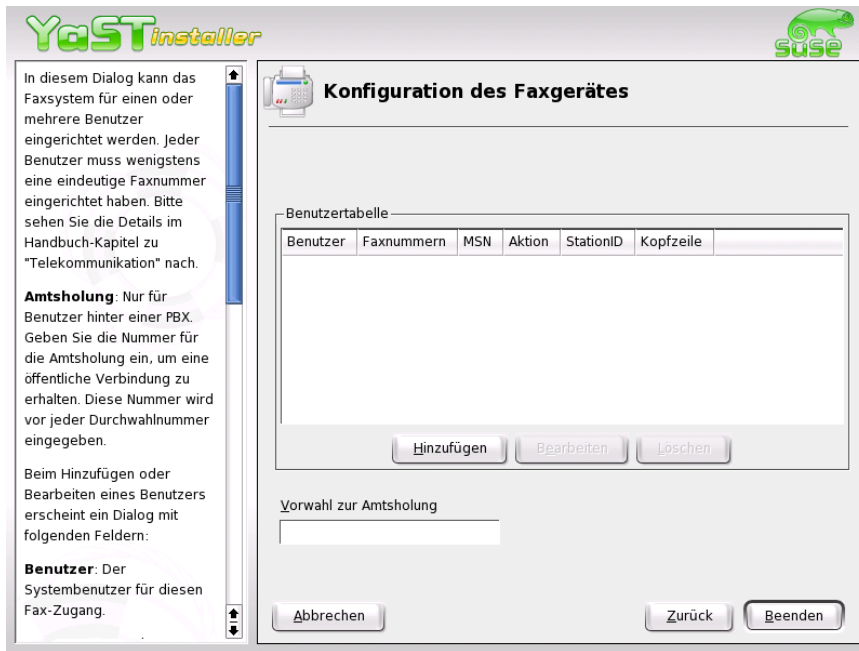 YaST installer
SUSE
In diesem Dialog kann das
Faxsystem für einen oder
mehrere Benutzer
eingerichtet werden. Jeder
Benutzer muss wenigstens
eine eindeutige Faxnummer
eingerichtet haben. Bitte
sehen Sie die Details im
Handbuch-Kapitel zu
"Telekommunikation" nach.
Amtsholung: Nur für
Benutzer hinter einer PBX.
Geben Sie die Nummer für
die Amtsholung ein, um eine
öffentliche Verbindung zu
erhalten. Diese Nummer wird
vor jeder Durchwahlnummer
eingegeben.
Beim Hinzufügen oder
Bearbeiten eines Benutzers
erscheint ein Dialog mit
folgenden Feldern:
Benutzer: Der
Systembenutzer für diesen
Fax-Zugang.
Konfiguration des Faxgerätes
Benutzertabelle
Benutzer Faxnummern MSN Aktion StationID Kopfzeile
Hinzufügen Bearbeiten Löschen
Vorwahl zur Amtsholung
Abbrechen Zurück Beenden